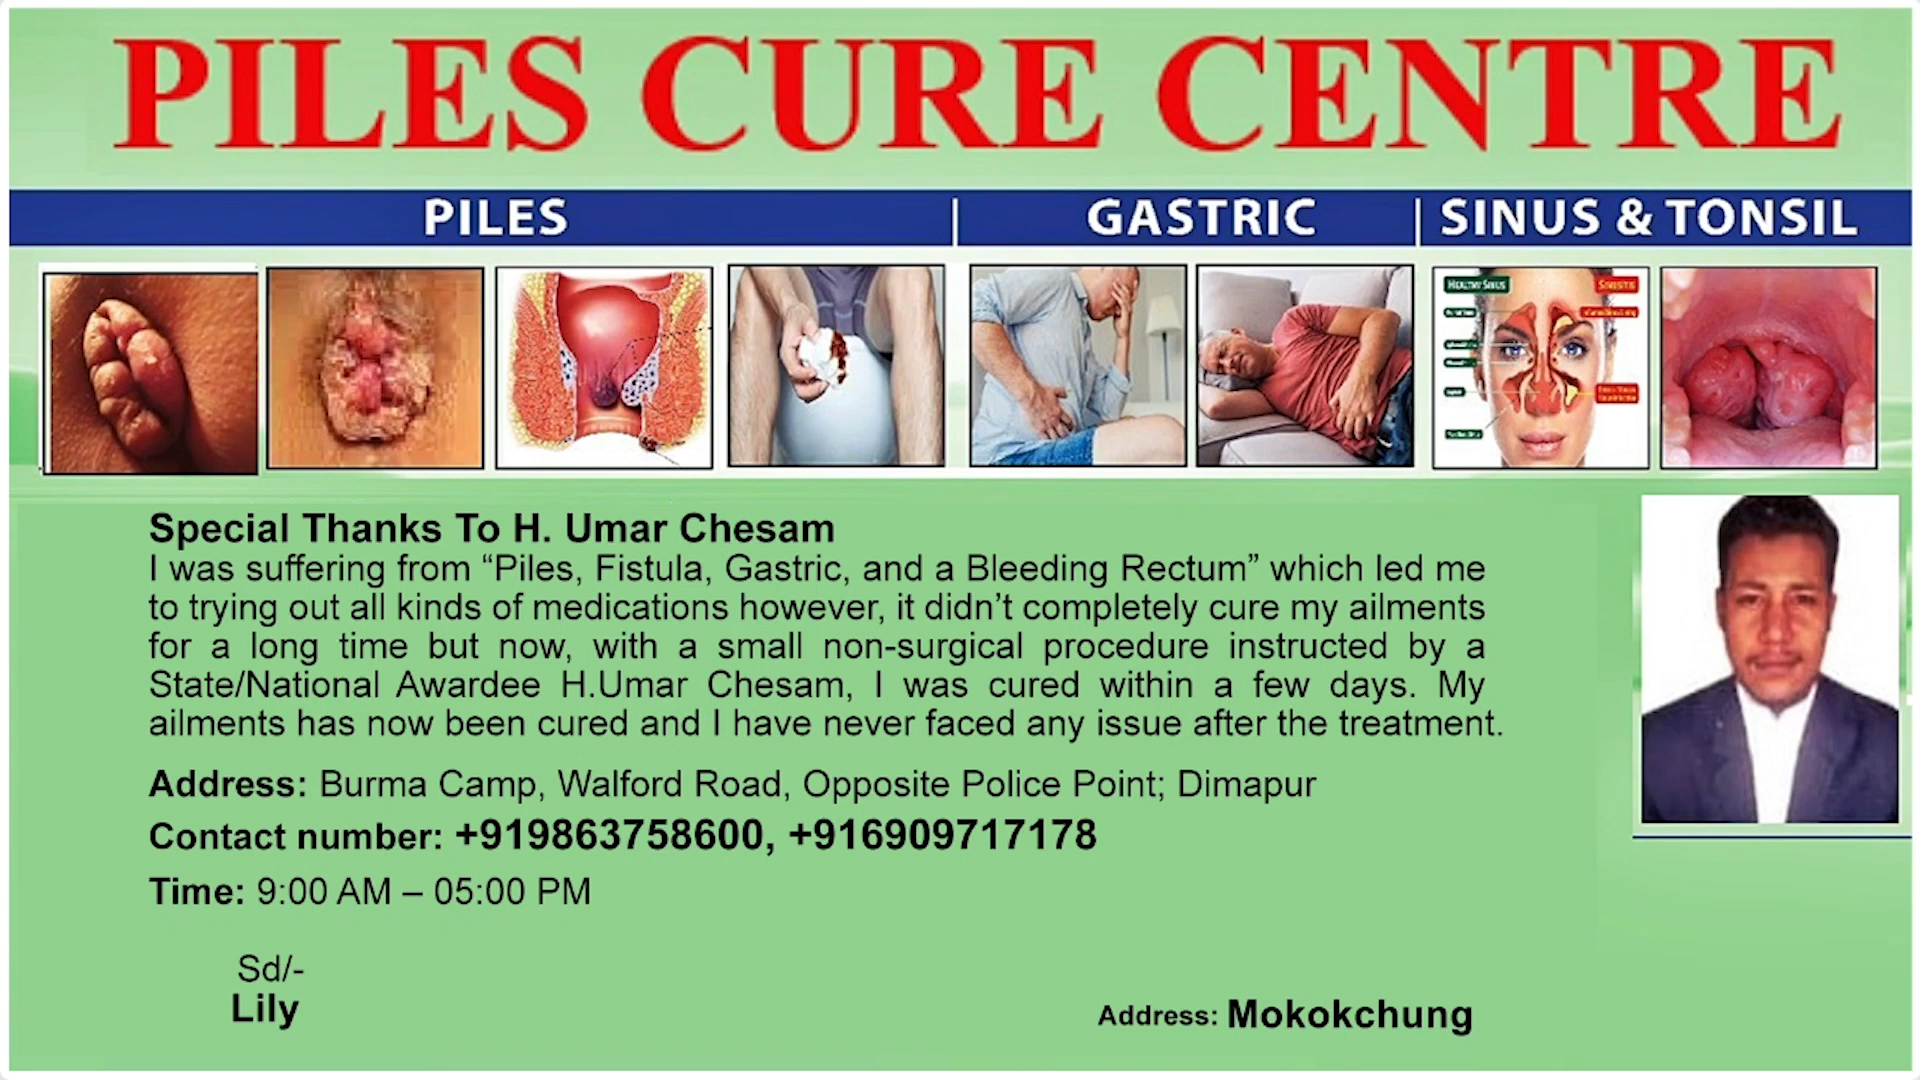 PILES CURE CENTRE
PILES | GASTRIC | SINUS & TONSIL
HEALTHY SINUS
SINUSITIS
Special Thanks To H. Umar Chesam
I was suffering from “Piles, Fistula, Gastric, and a Bleeding Rectum” which led me
to trying out all kinds of medications however, it didn’t completely cure my ailments
for a long time but now, with a small non-surgical procedure instructed by a
State/National Awardee H.Umar Chesam, I was cured within a few days. My
ailments has now been cured and I have never faced any issue after the treatment.
Address: Burma Camp, Walford Road, Opposite Police Point; Dimapur
Contact number: +919863758600, +916909717178
Time: 9:00 AM – 05:00 PM
Sd/-
Lily
Address: Mokokchung